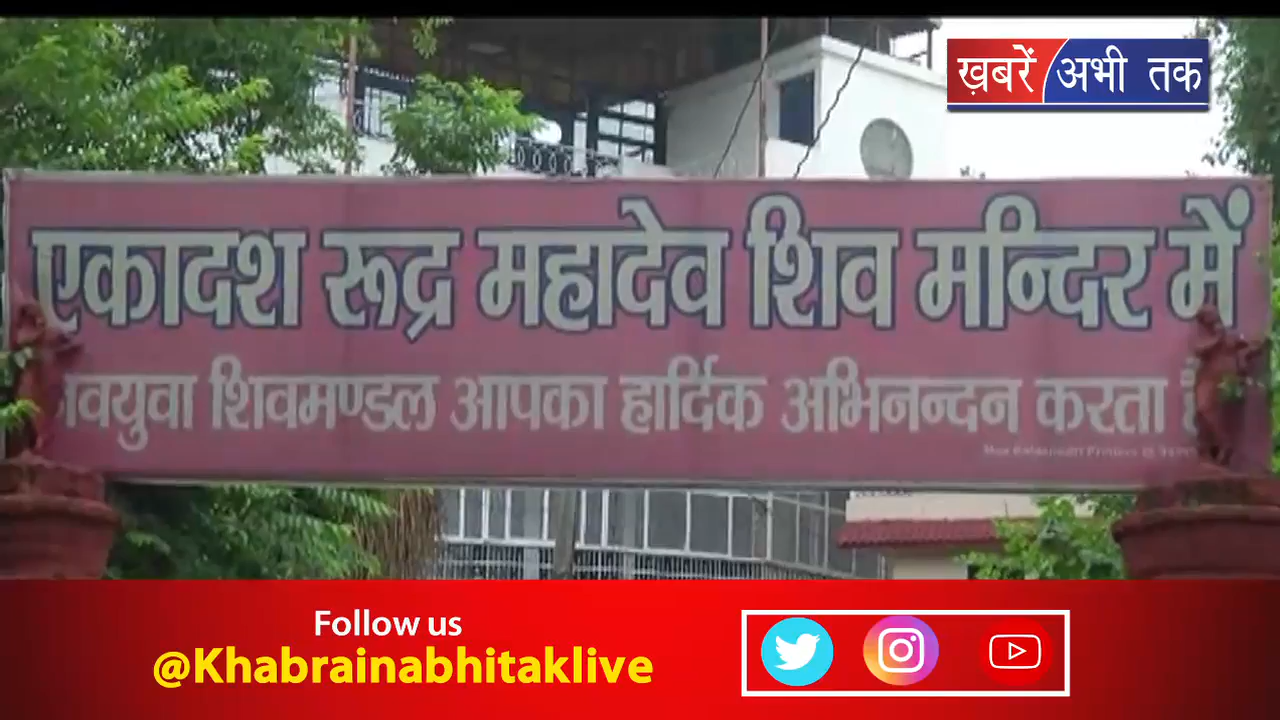 ख़बरें अभी तक
एकादश रूद्र महादेव शिव मन्दिर में
शिवमण्डल आपका हार्दिक अभिनन्दन करता
Follow us
@Khabrainabhitaklive